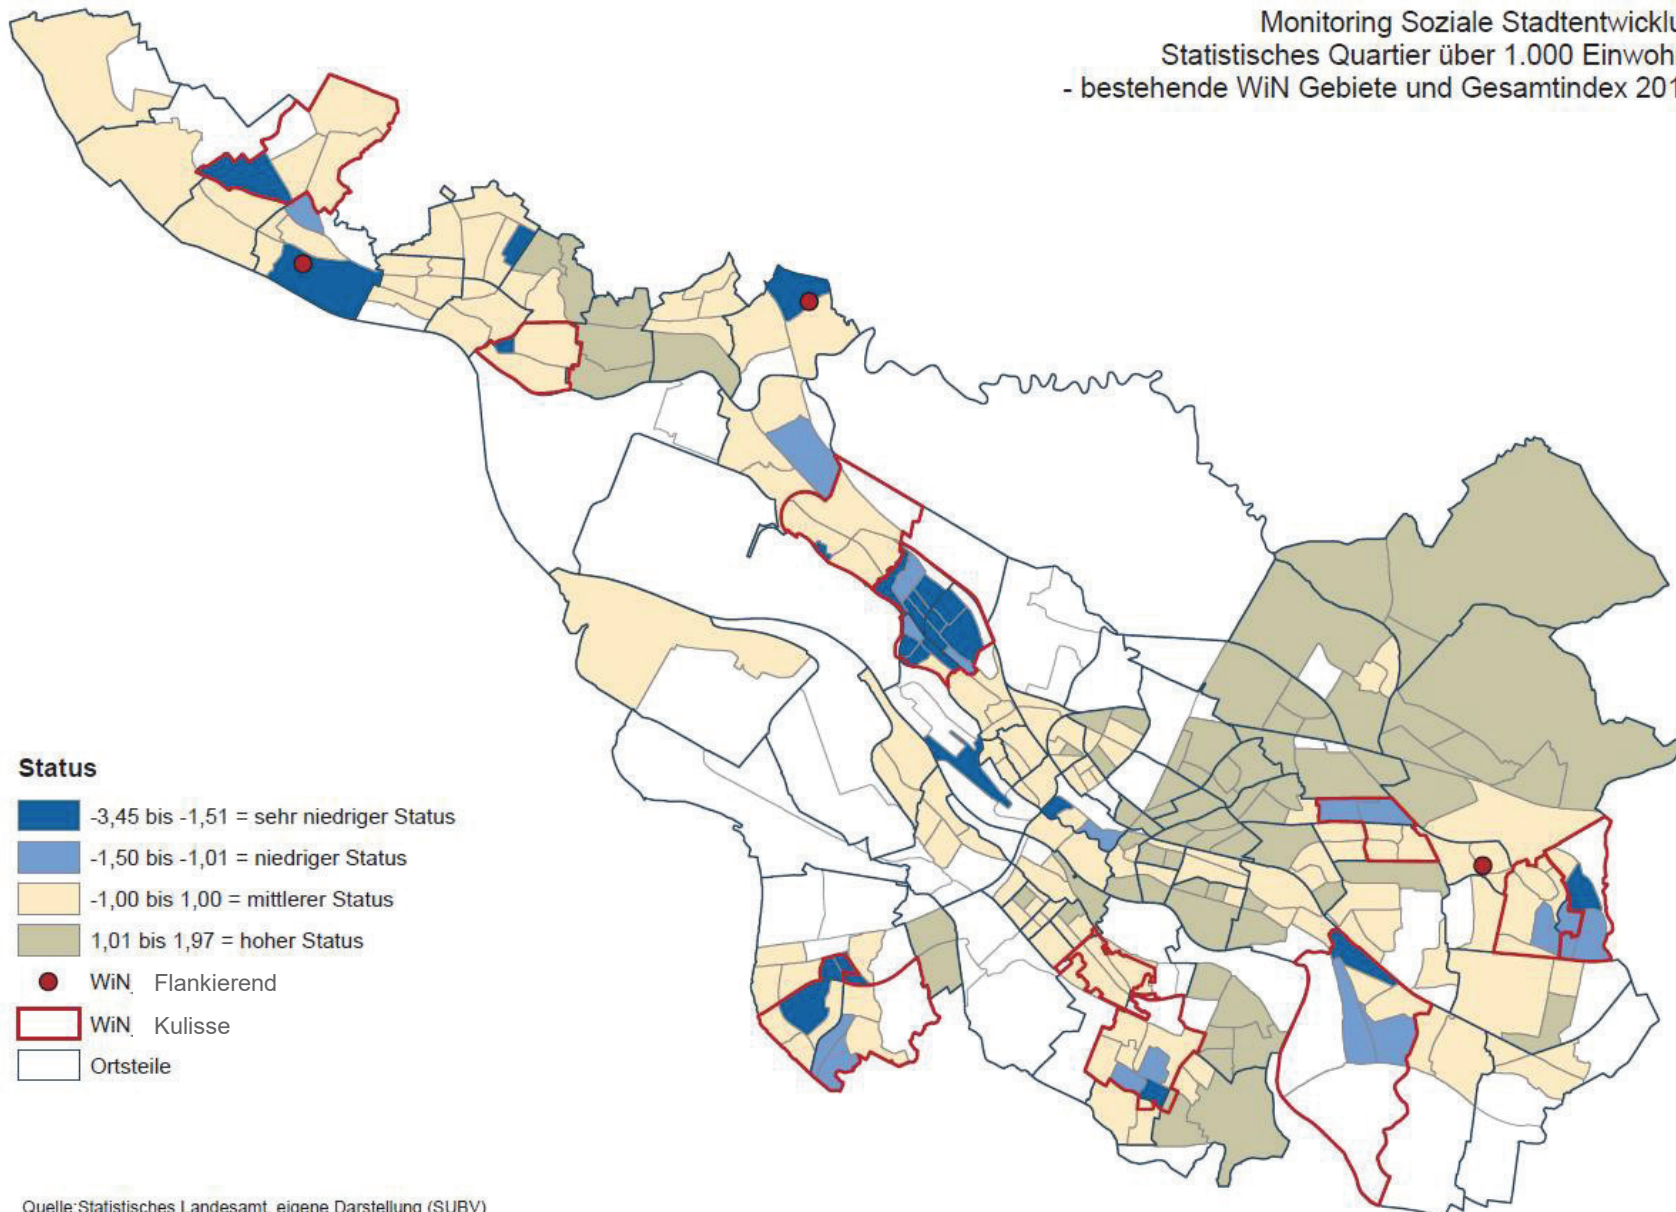 Monitoring Soziale Stadtentwicklu
Statistisches Quartier über 1.000 Einwoh
- bestehende WiN Gebiete und Gesamtindex 201
Status
-3,45 bis -1,51 = sehr niedriger Status
-1,50 bis -1,01 = niedriger Status
-1,00 bis 1,00 = mittlerer Status
1,01 bis 1,97 = hoher Status
WiN Flankierend
WiN Kulisse
Ortsteile
Quelle:Statistisches Landesamt, eigene Darstellung (SUBV)